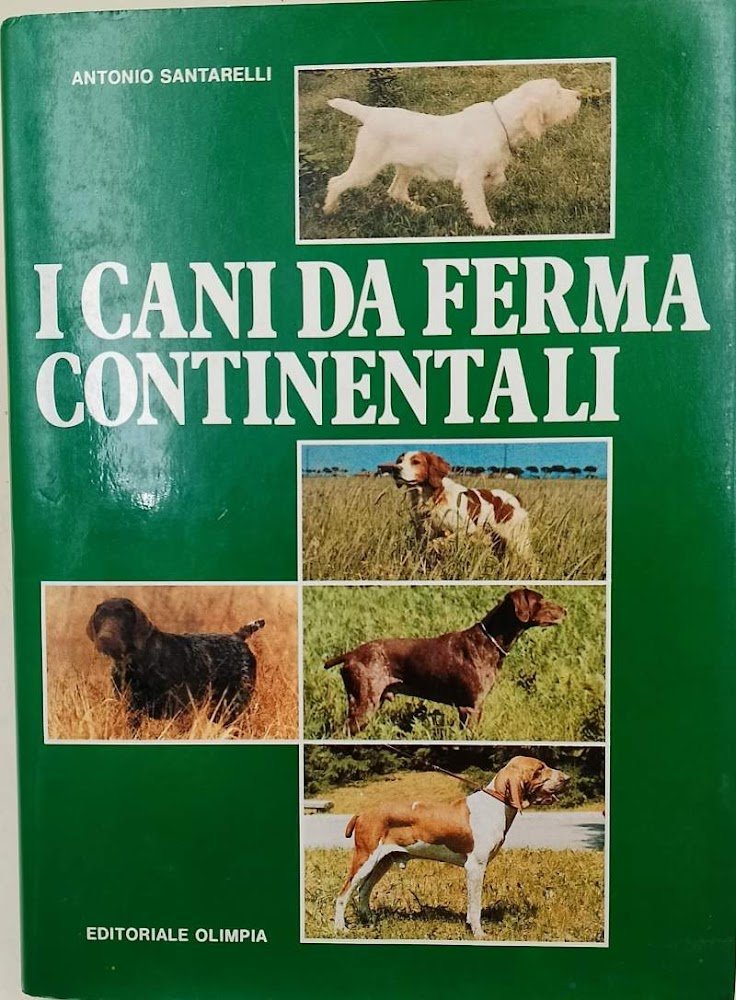 ANTONIO SANTARELLI
I CANI DA FERMA
CONTINENTALI
EDITORIALE OLIMPIA